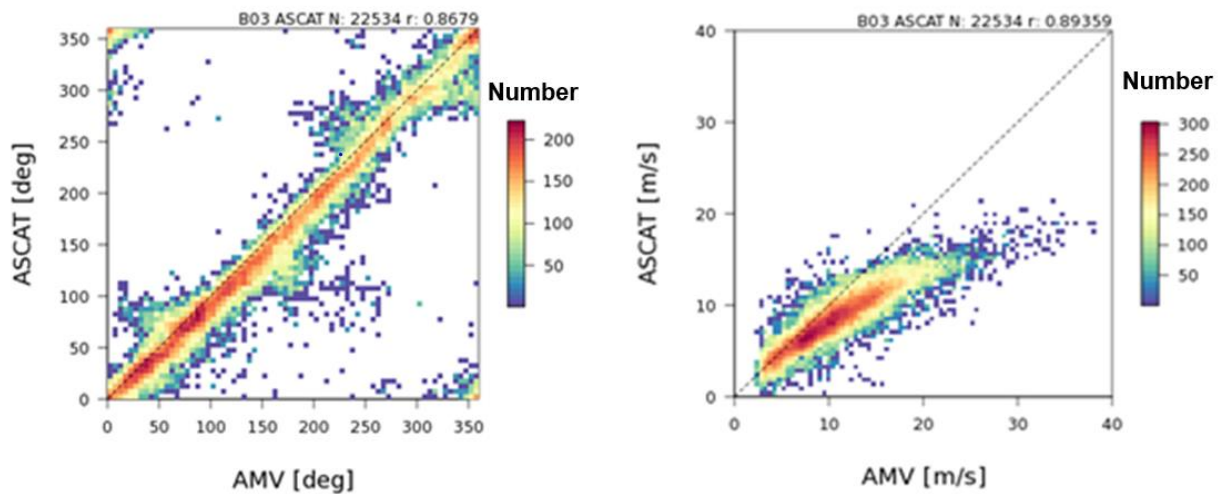 B03 ASCAT N: 22534 r: 0.8679
350
300
250
200
150
100
50
0
ASCAT [deg]
0 50 100 150 200 250 300 350
AMV [deg]
Number
200
150
100
50
B03 ASCAT N: 22534 r: 0.89359
40
30
20
10
0
ASCAT [m/s]
0 10 20 30 40
AMV [m/s]
Number
300
250
200
150
100
50